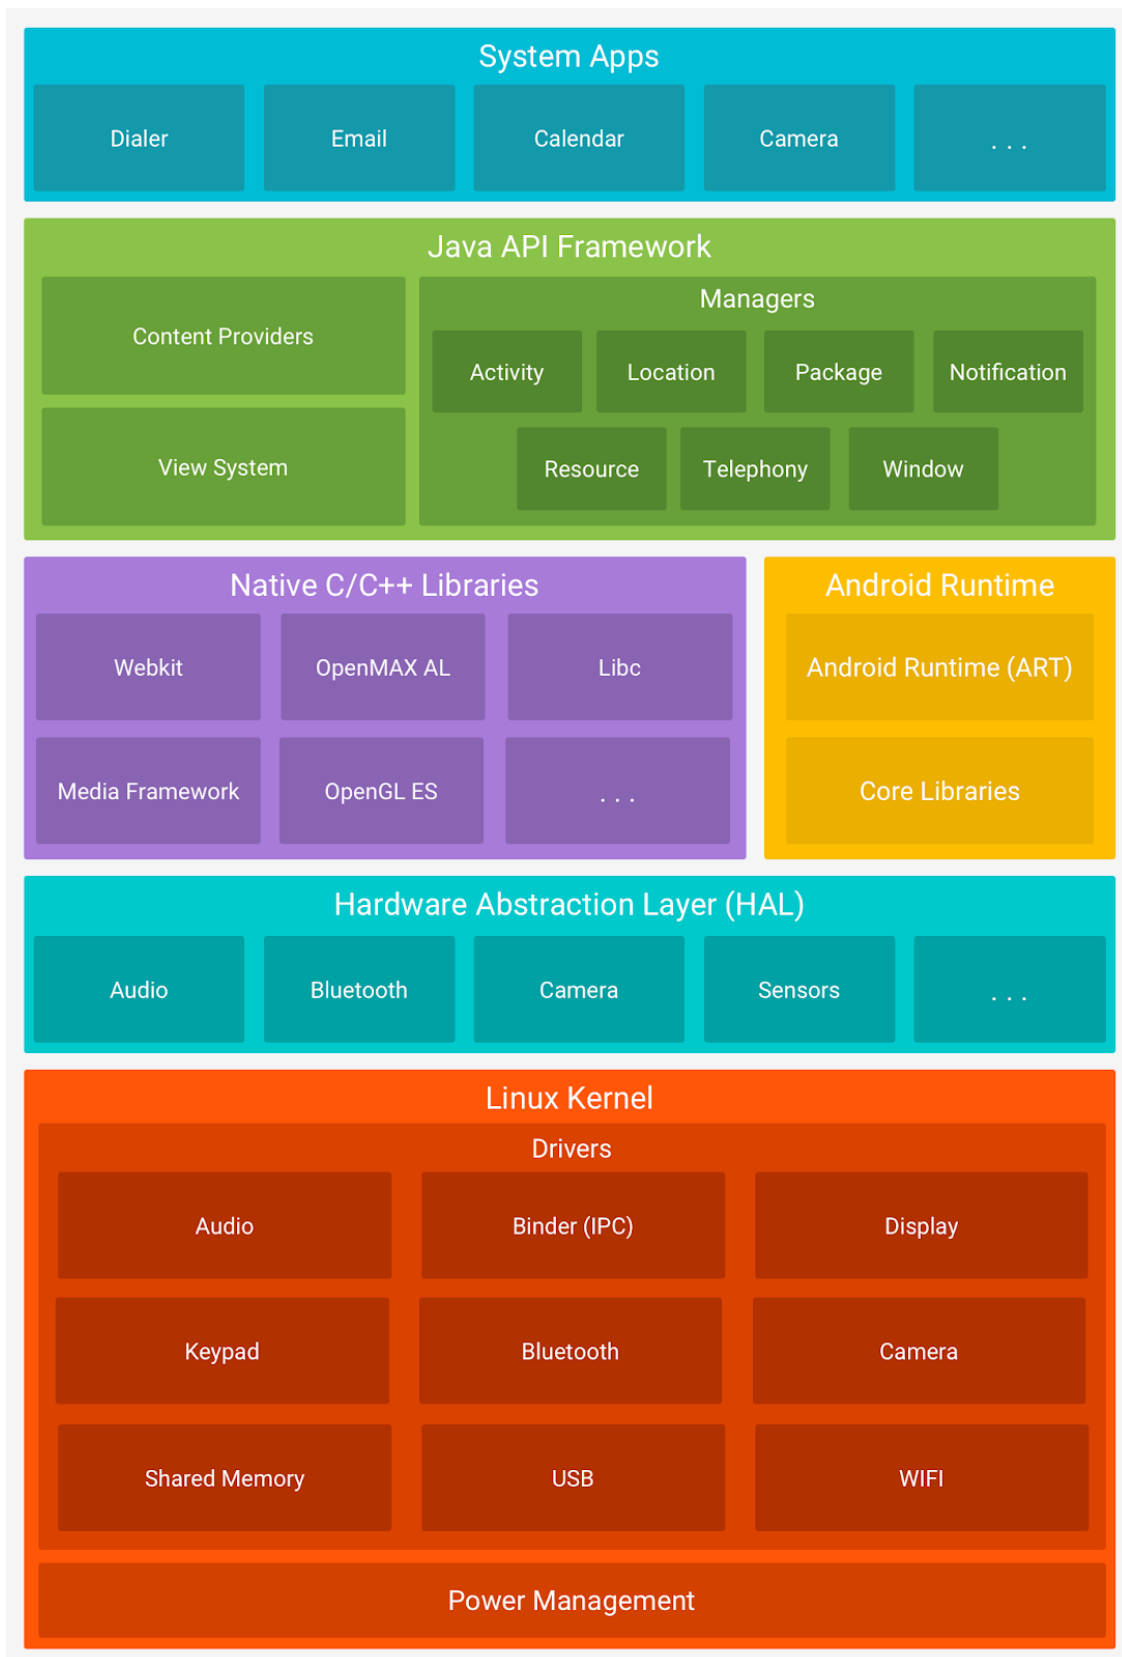 System Apps
Dialer Email Calendar Camera . . .
Java API Framework
Content Providers
View System
Managers
Activity Location Package Notification
Resource Telephony Window
Native C/C++ Libraries
Webkit OpenMAX AL Libc
Media Framework OpenGL ES . . .
Android Runtime
Android Runtime (ART)
Core Libraries
Hardware Abstraction Layer (HAL)
Audio Bluetooth Camera Sensors . . .
Linux Kernel
Drivers
Audio Binder (IPC) Display
Keypad Bluetooth Camera
Shared Memory USB WIFI
Power Management